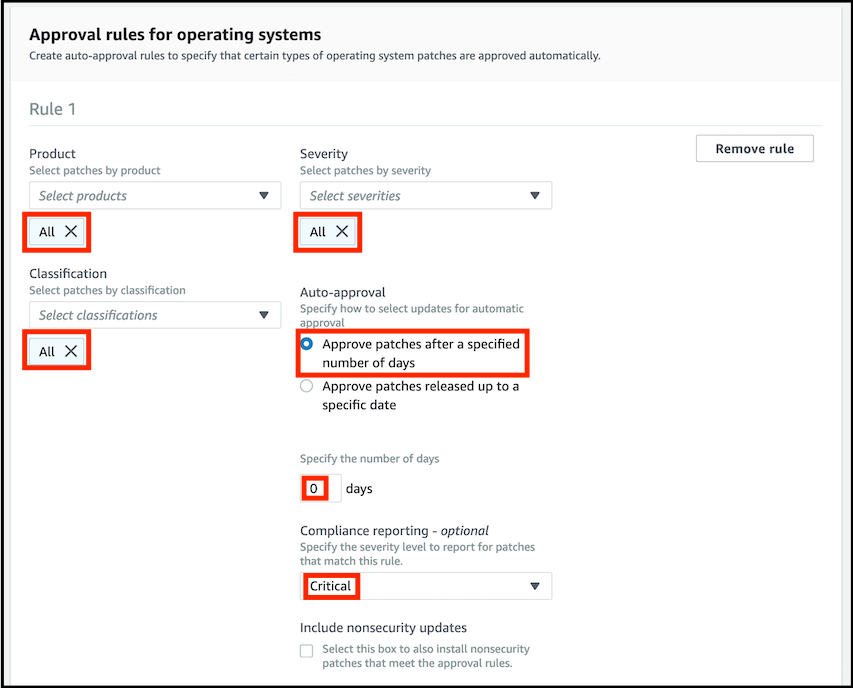 Approval rules for operating systems
Create auto-approval rules to specify that certain types of operating system patches are approved automatically.
Rule 1
Remove rule
Product
Select patches by product
Select products
All
Classification
Select patches by classification
Select classifications
All
Severity
Select patches by severity
Select severities
All
Auto-approval
Specify how to select updates for automatic
approval
Approve patches after a specified
number of days
Approve patches released up to a
specific date
Specify the number of days
0 days
Compliance reporting - optional
Specify the severity level to report for patches
that match this rule.
Critical
Include nonsecurity updates
Select this box to also install nonsecurity
patches that meet the approval rules.